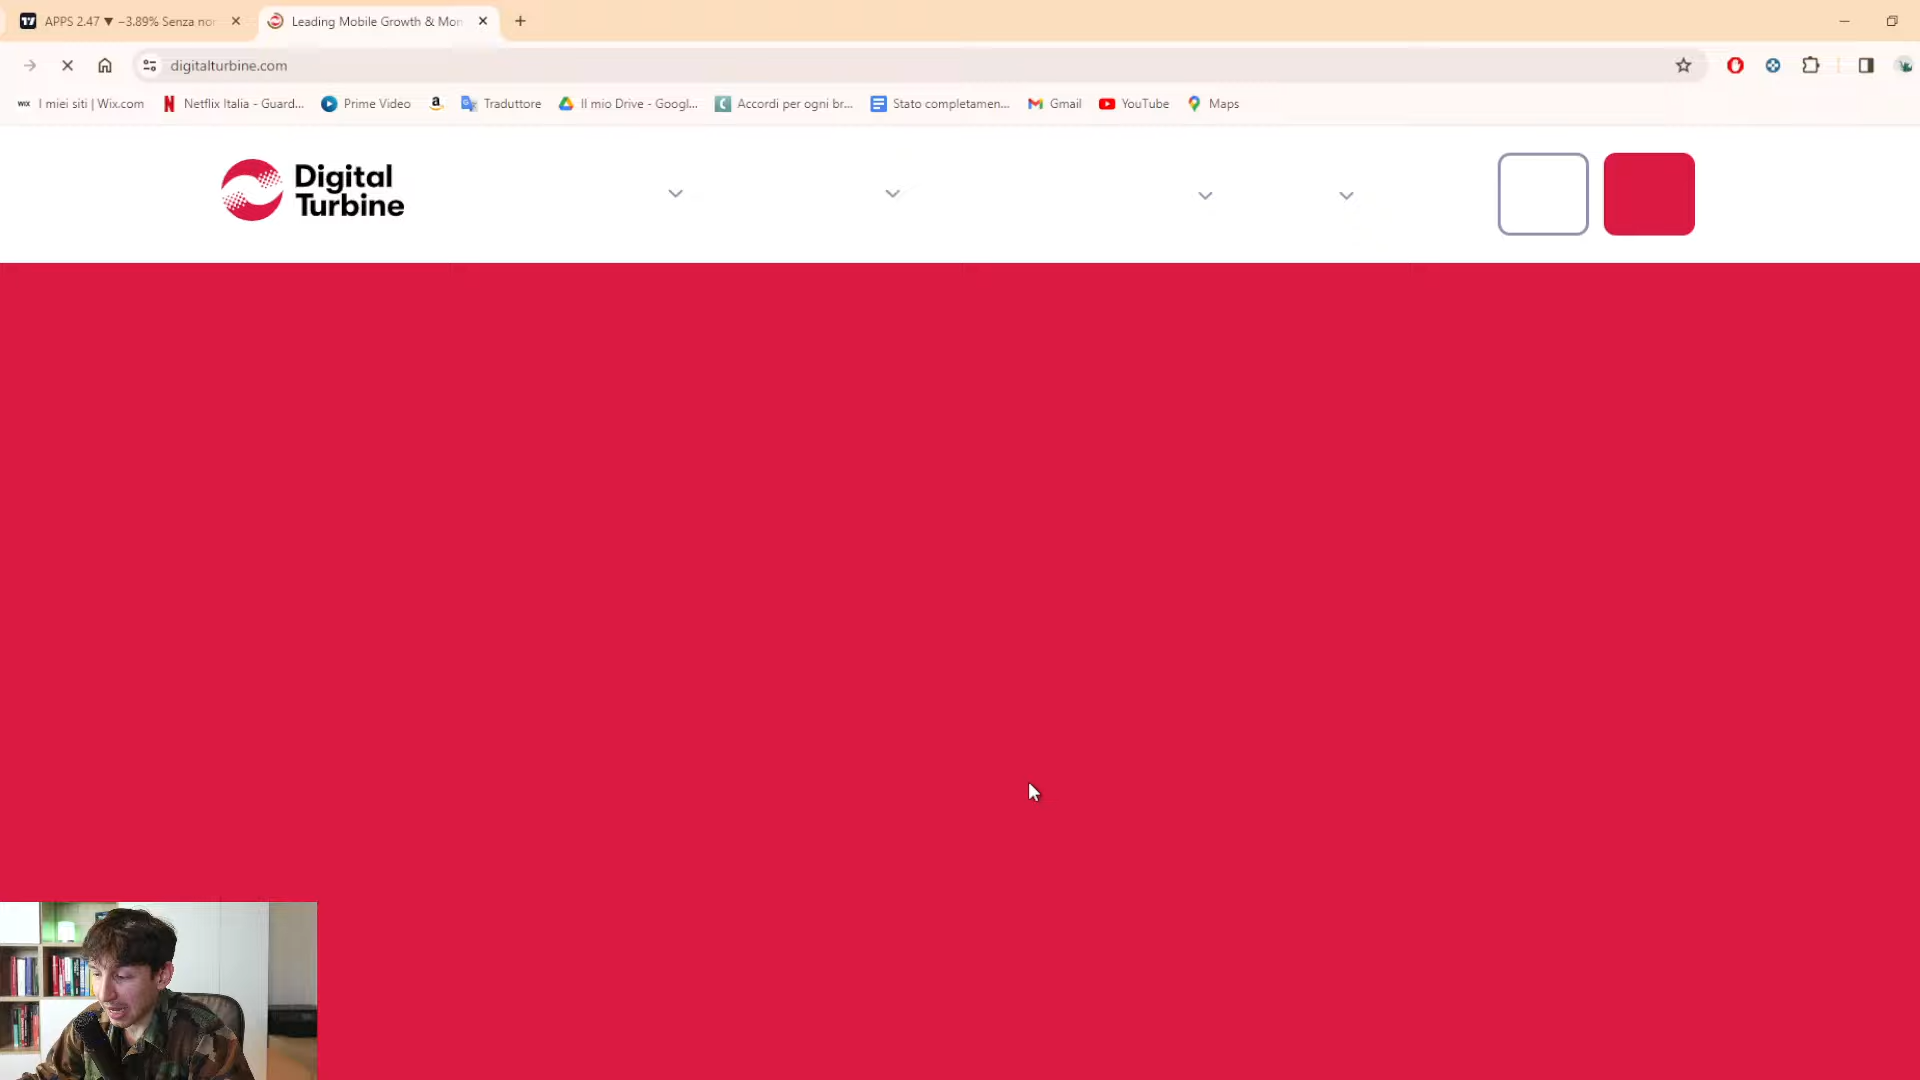 APPS 2.47 ▼ −3.89% Senza nor
Leading Mobile Growth & Mon
digitalturbine.com
WIX I miei siti | Wix.com
Netflix Italia - Guard...
Prime Video
Traduttore
Il mio Drive - Googl...
Accordi per ogni br...
Stato completamen...
Gmail
YouTube
Maps
Digital
Turbine